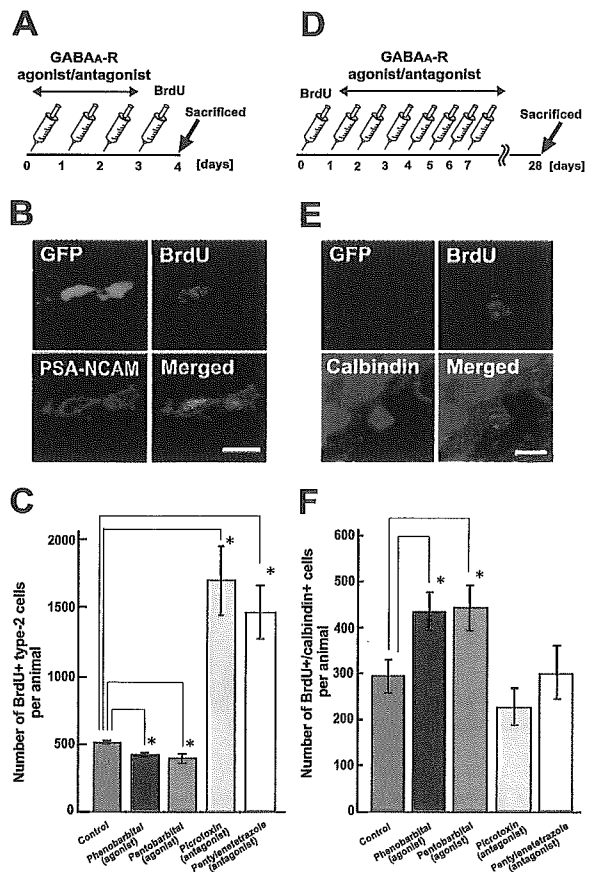 A
GABAA-R
agonist/antagonist
BrdU
Sacrificed
0 1 2 3 4 [days]
B
GFP
BrdU
PSA-NCAM
Merged
C
Number of BrdU+ type-2 cells
per animal
2000
1500
1000
500
0
*
*
*
*
Control
Phenobarbital
(agonist)
Pentobarbital
(agonist)
Picrotoxin
(antagonist)
Pentylenetetrazole
(antagonist)
D
GABAA-R
agonist/antagonist
BrdU
Sacrificed
0 1 2 3 4 5 6 7 28 [days]
E
GFP
BrdU
Calbindin
Merged
F
Number of BrdU+/calbindin+ cells
per animal
600
500
400
300
200
100
0
*
*
Control
Phenobarbital
(agonist)
Pentobarbital
(agonist)
Picrotoxin
(antagonist)
Pentylenetetrazole
(antagonist)